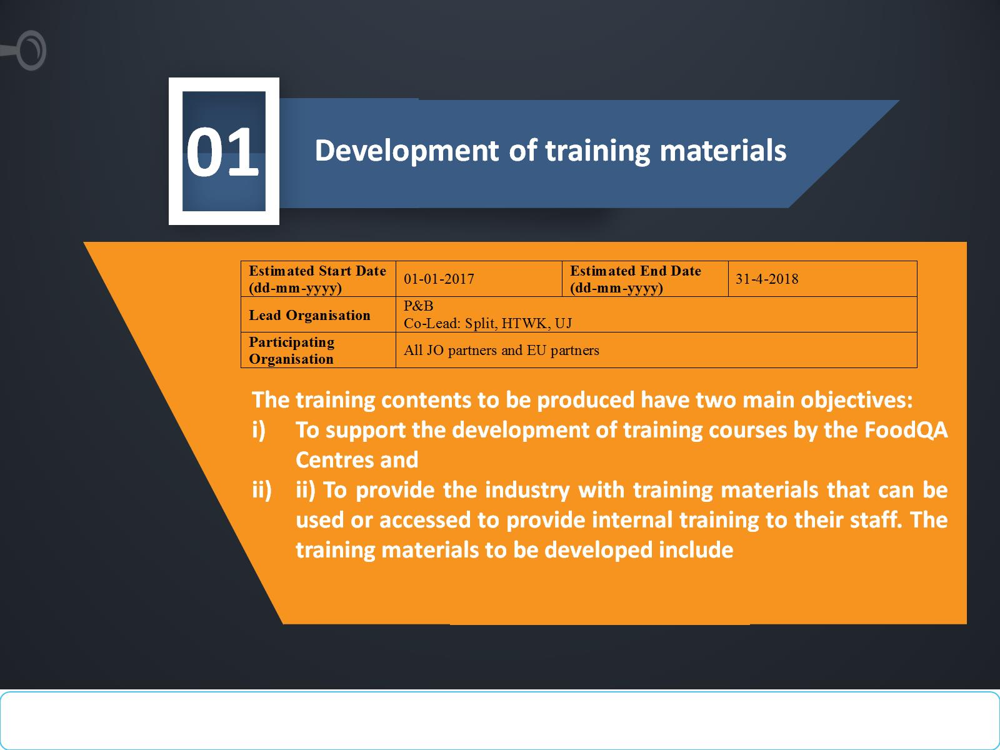 01
Development of training materials
Estimated Start Date
(dd-mm-yyyy)
01-01-2017
Estimated End Date
(dd-mm-yyyy)
31-4-2018
Lead Organisation
P&B
Co-Lead: Split, HTWK, UJ
Participating
Organisation
All JO partners and EU partners
The training contents to be produced have two main objectives:
i) To support the development of training courses by the FoodQA
Centres and
ii) ii) To provide the industry with training materials that can be
used or accessed to provide internal training to their staff. The
training materials to be developed include